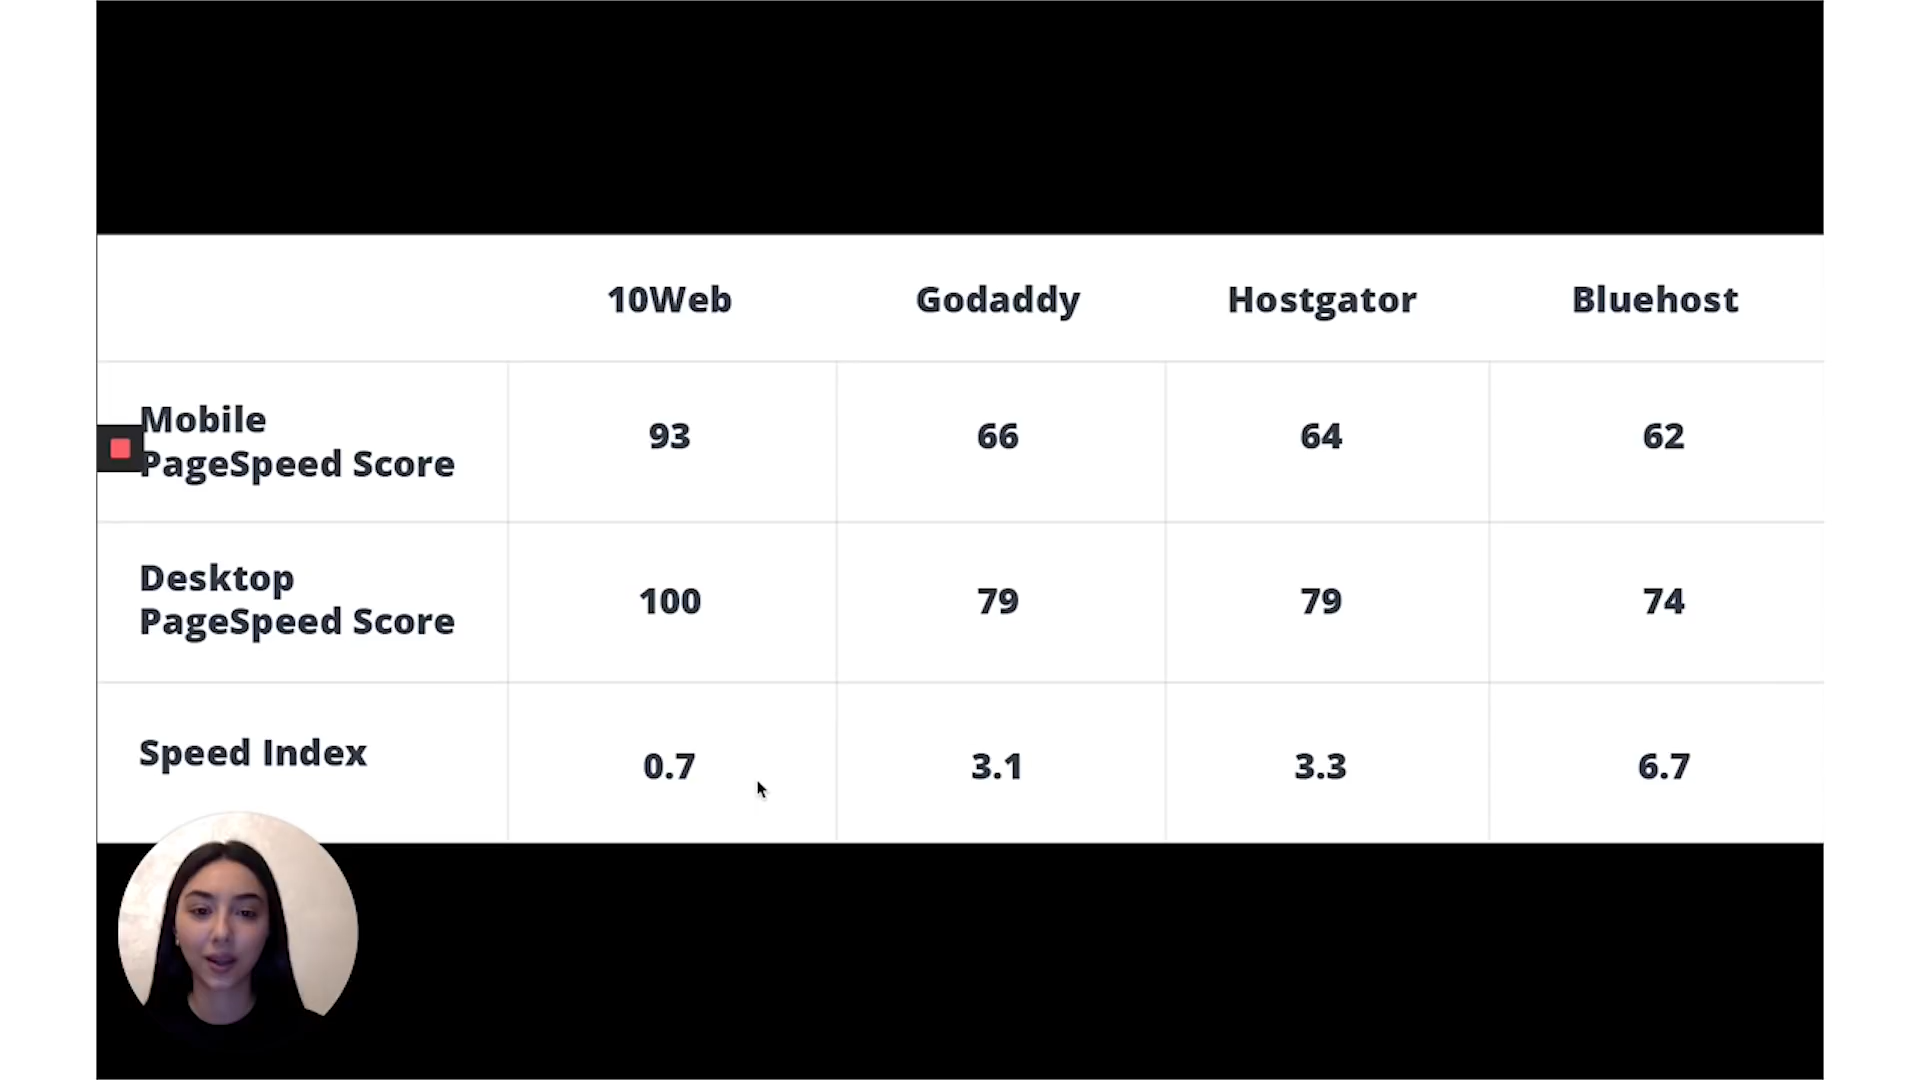 10Web Godaddy Hostgator Bluehost
Mobile
PageSpeed Score 93 66 64 62
Desktop
PageSpeed Score 100 79 79 74
Speed Index 0.7 3.1 3.3 6.7